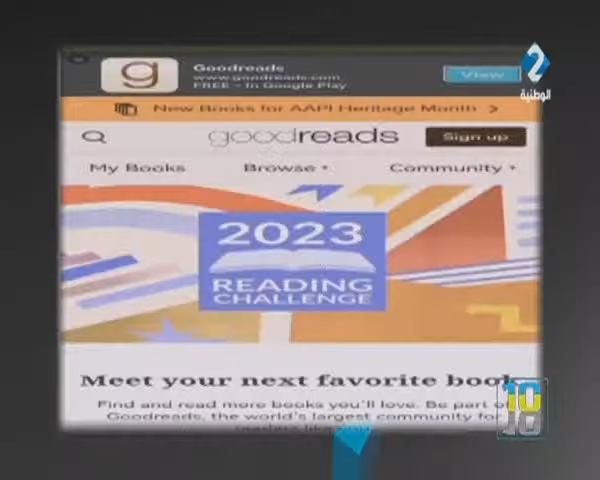 g
Goodreads
www.goodreads.com
FREE - In Google Play
View
2
الوطنية
New Books for AAPI Heritage Month >
goodreads
Sign up
My Books Browse Community
2023
READING
CHALLENGE
Meet your next favorite book
Find and read more books you'll love. Be part of
Goodreads, the world's largest community for
10